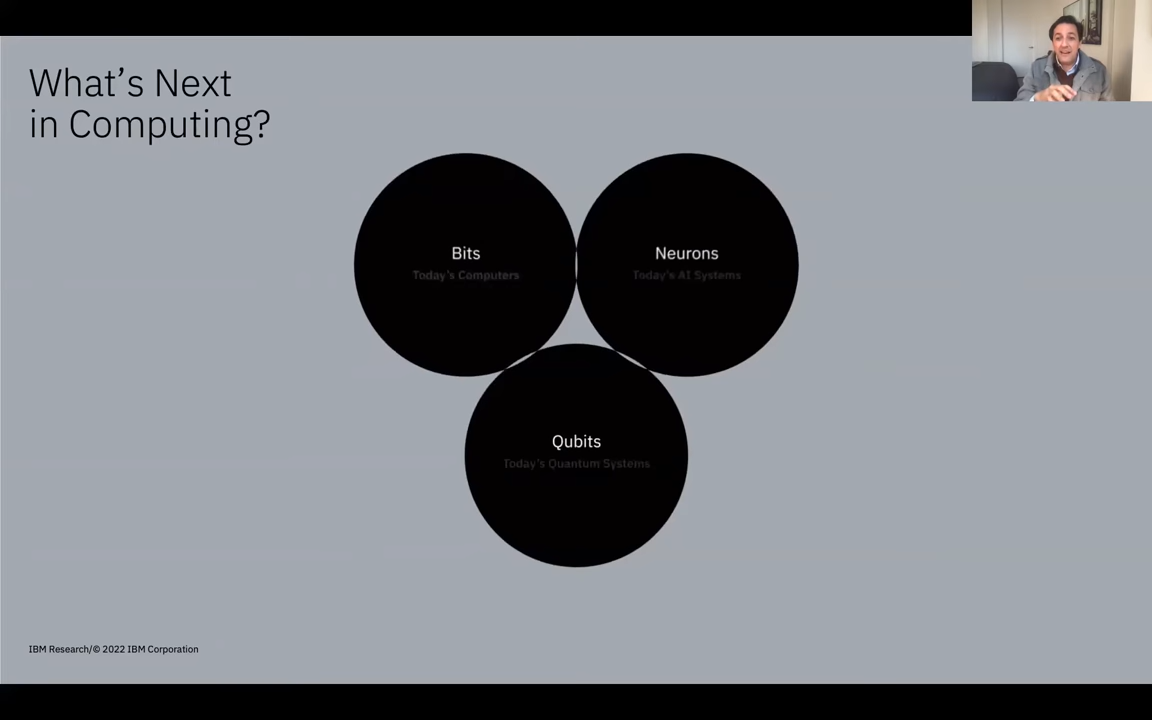 What’s Next
in Computing?
Bits
Today’s Computers
Neurons
Today’s AI Systems
Qubits
Today’s Quantum Systems
IBM Research/© 2022 IBM Corporation